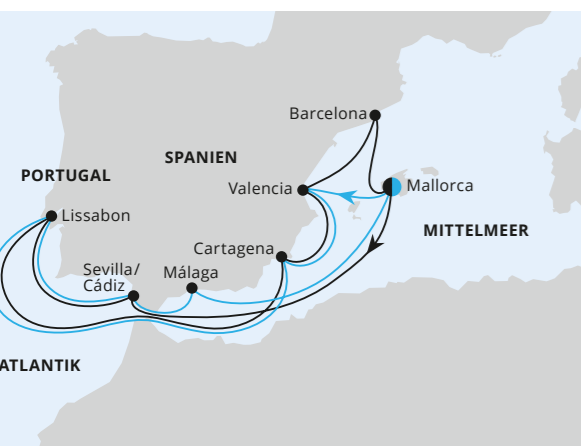 Barcelona
SPANIEN
PORTUGAL
Valencia
Mallorca
Lissabon
MITTELMEER
Cartagena
Sevilla/
Cádiz
Málaga
ATLANTIK